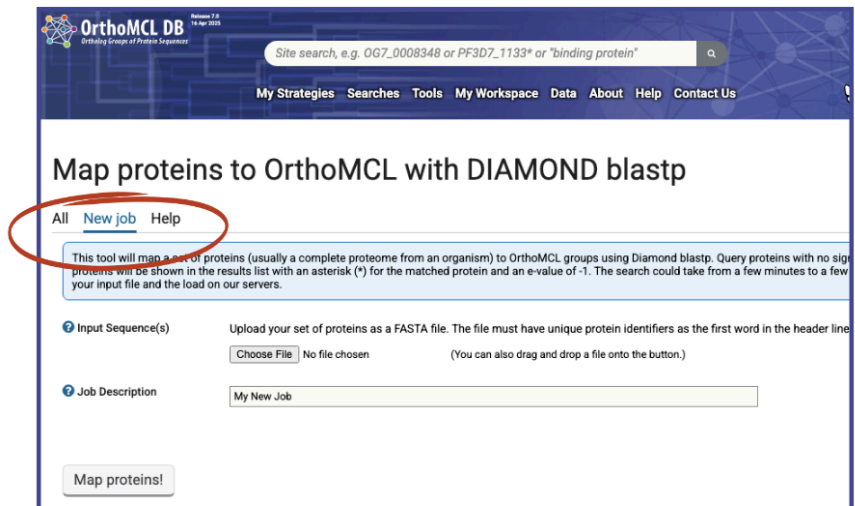 OrthoMCL DB
Release 7.0
16 Apr 2025
Ortholog Groups of Protein Sequences
Site search, e.g. OG7_0008348 or PF3D7_1133* or "binding protein"
My Strategies Searches Tools My Workspace Data About Help Contact Us
Map proteins to OrthoMCL with DIAMOND blastp
All New job Help
This tool will map a set of proteins (usually a complete proteome from an organism) to OrthoMCL groups using Diamond blastp. Query proteins with no
proteins will be shown in the results list with an asterisk (*) for the matched protein and an e-value of -1. The search could take from a few minutes to a few
your input file and the load on our servers.
Input Sequence(s)
Upload your set of proteins as a FASTA file. The file must have unique protein identifiers as the first word in the header line
Choose File No file chosen (You can also drag and drop a file onto the button.)
Job Description
My New Job
Map proteins!